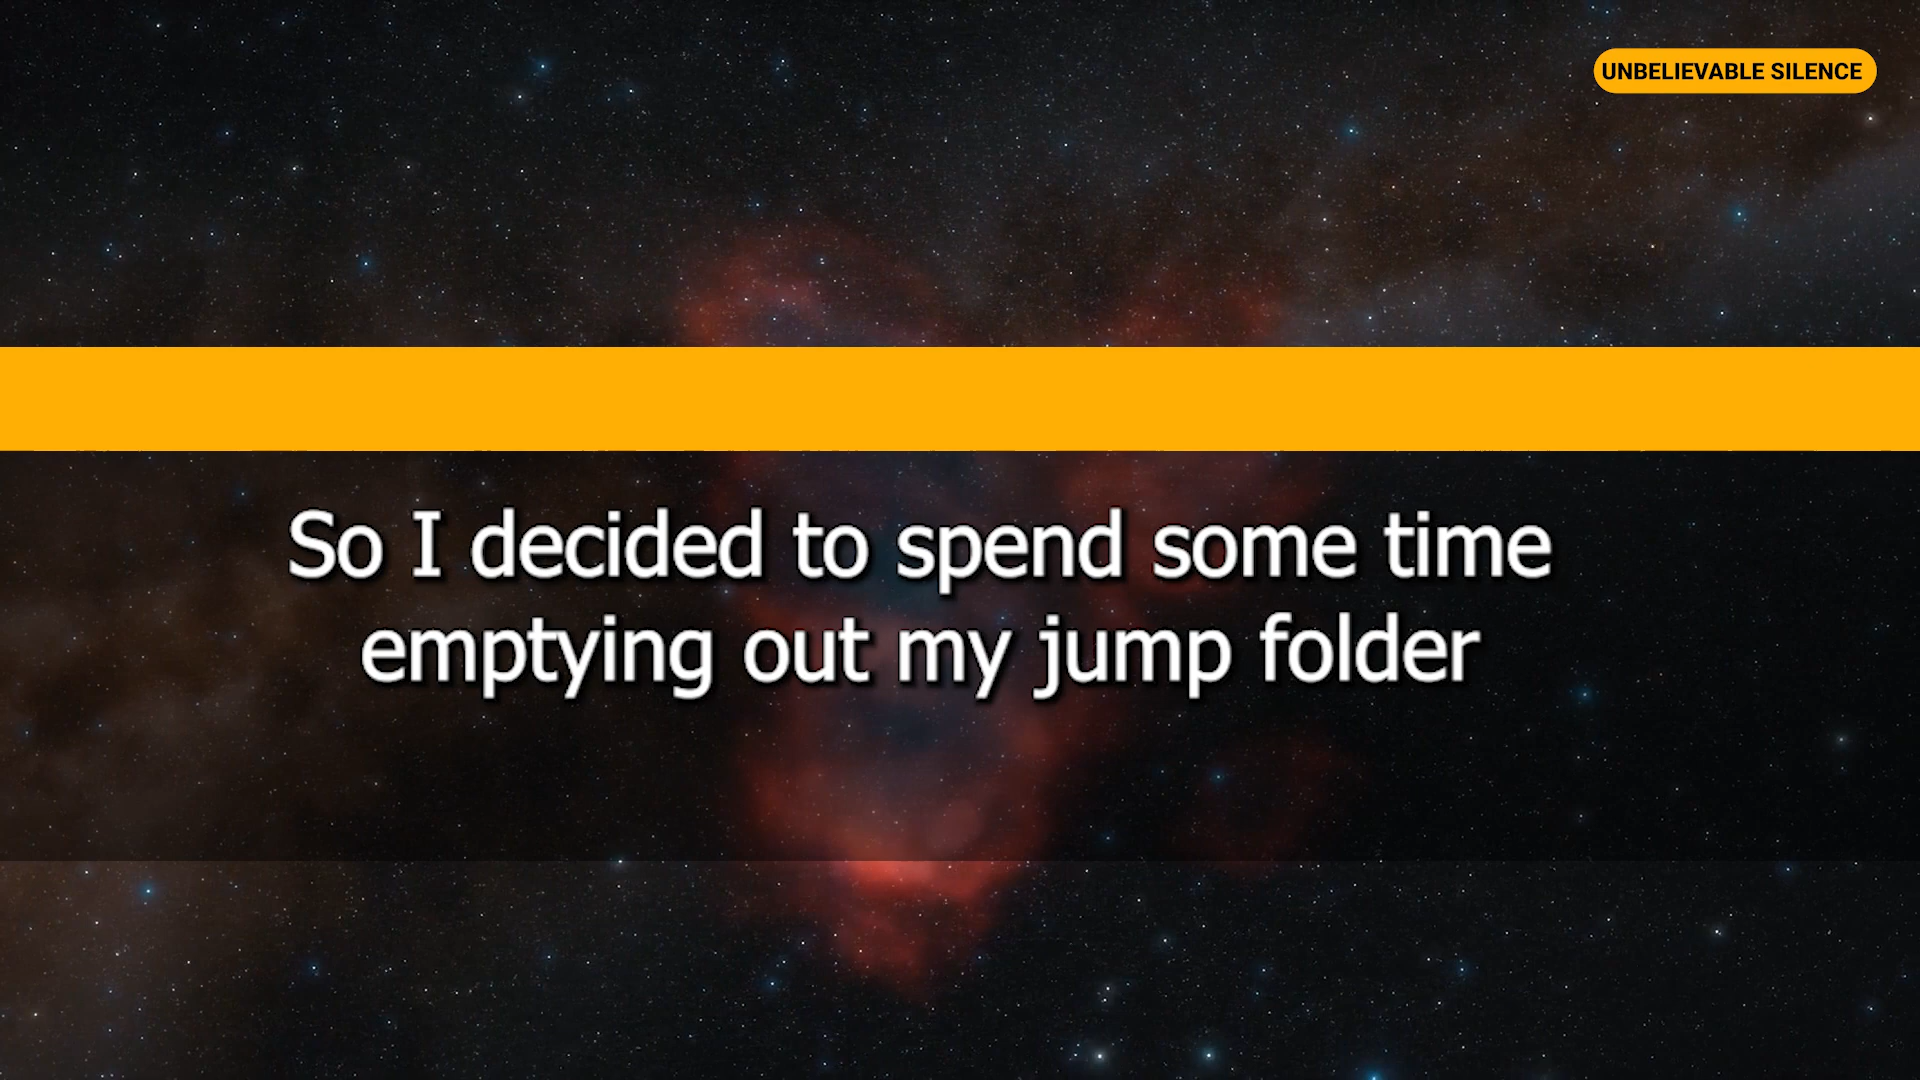 UNBELIEVABLE SILENCE
So I decided to spend some time
emptying out my jump folder